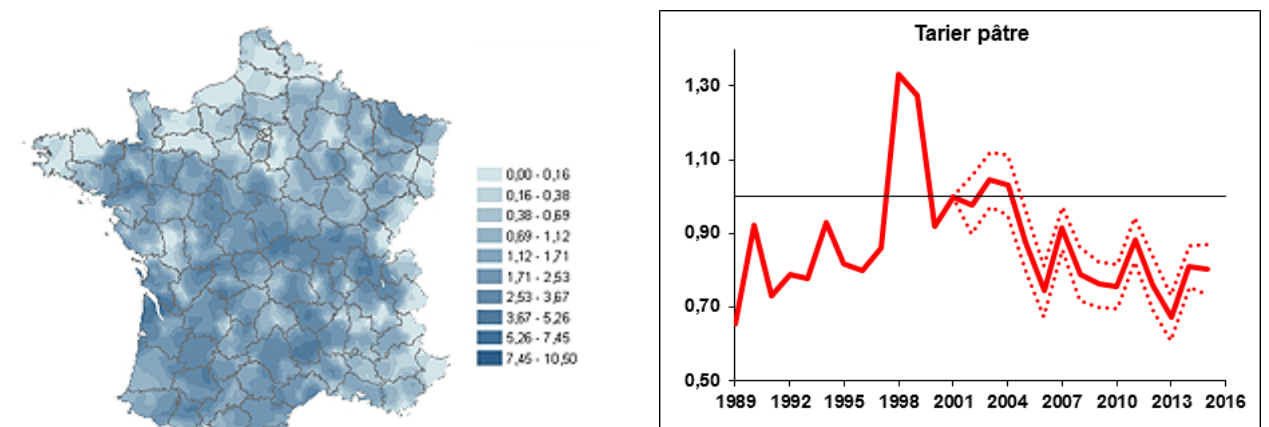 0,00 - 0,16
0,16 - 0,38
0,38 - 0,69
0,69 - 1,12
1,12 - 1,71
1,71 - 2,53
2,53 - 3,67
3,67 - 5,26
5,26 - 7,45
7,45 - 10,50
Tarier pâtre
1,30
1,10
0,90
0,70
0,50
1989 1992 1995 1998 2001 2004 2007 2010 2013 2016